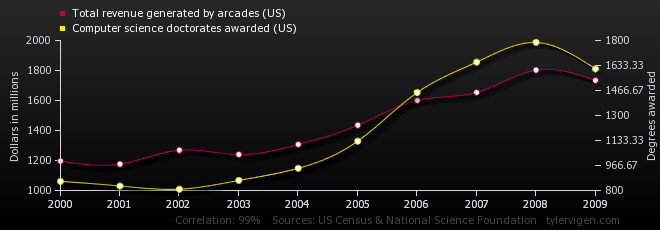 Total revenue generated by arcades (US)
Computer science doctorates awarded (US)
Dollars in millions
2000
1800
1600
1400
1200
1000
1800
1633.33
1466.67
1300
1133.33
966.67
800
Degrees awarded
2000 2001 2002 2003 2004 2005 2006 2007 2008 2009
Correlation: 99% Sources: US Census & National Science Foundation tylervigen.com